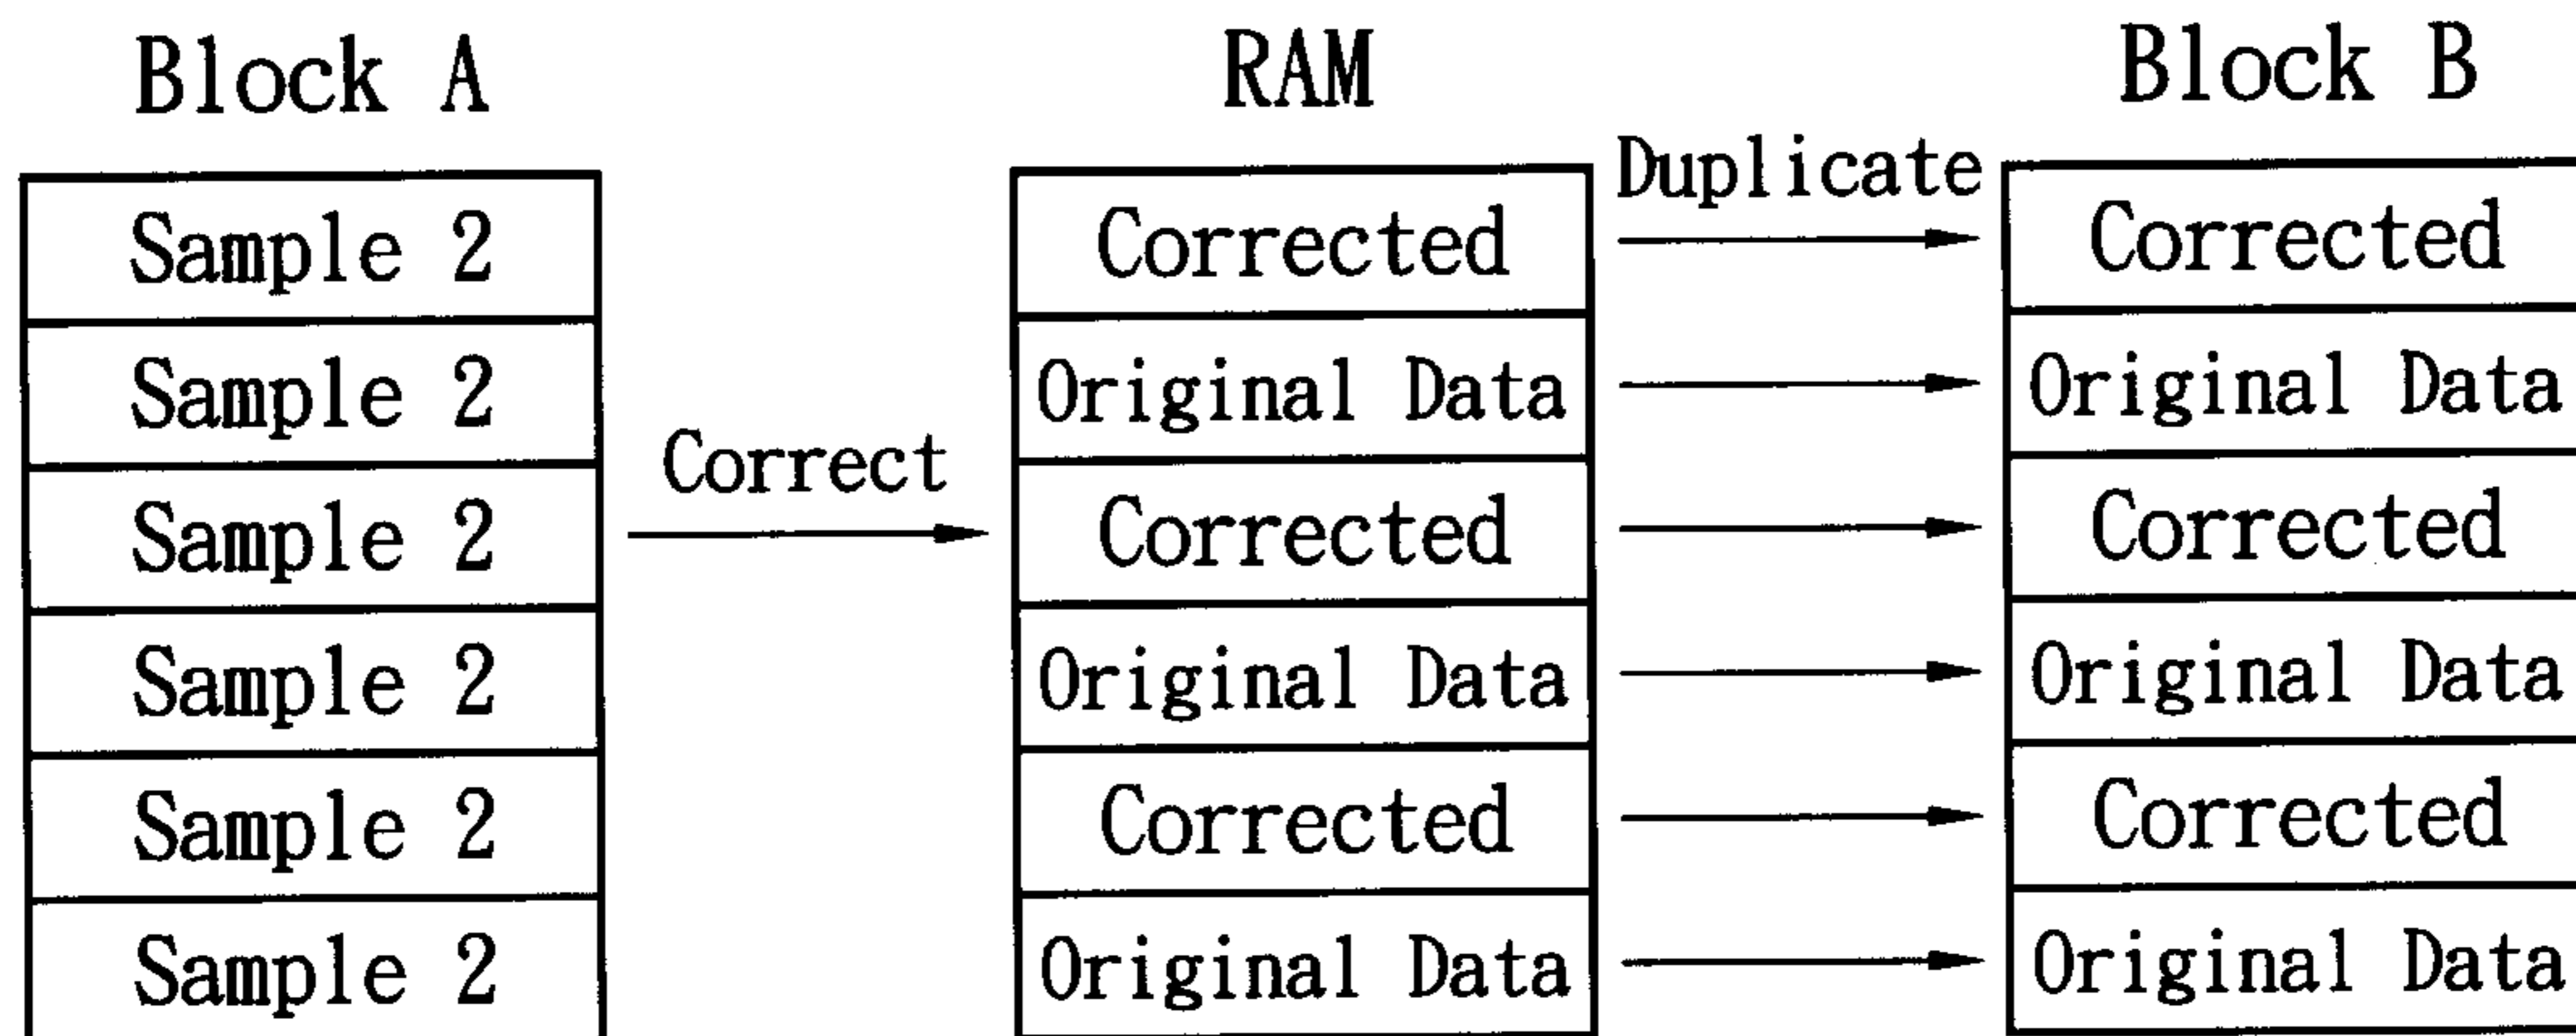 Block A
RAM
Block B
Duplicate
Sample 2
Corrected
Corrected
Sample 2
Original Data
Original Data
Correct
Sample 2
Corrected
Corrected
Sample 2
Original Data
Original Data
Sample 2
Corrected
Corrected
Sample 2
Original Data
Original Data